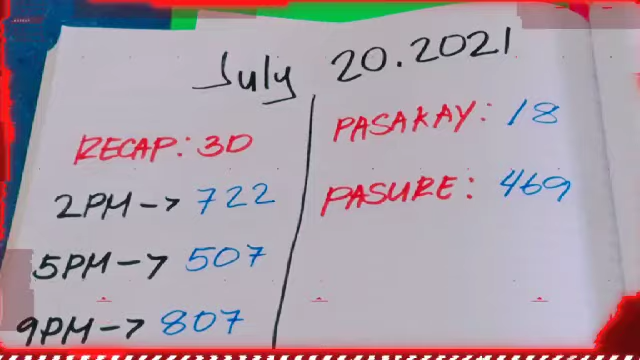 July 20.2021
RECAP: 3D
2PM-> 722
5PM-> 507
9PM-> 807
PASAKAY: 18
PASURE: 469